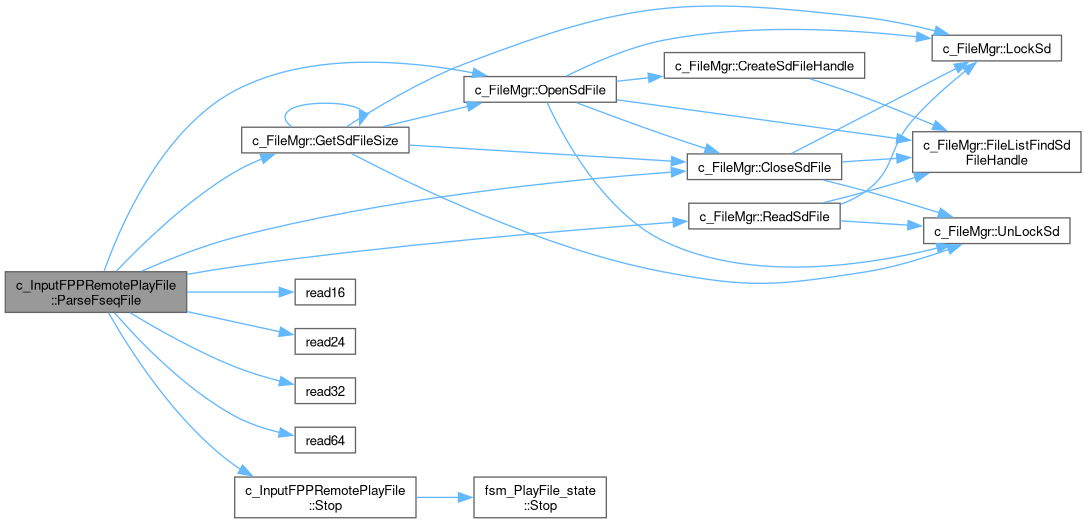 c_InputFPPRemotePlayFile
::ParseFseqFile
c_FileMgr::GetSdFileSize
c_FileMgr::OpenSdFile
c_FileMgr::CreateSdFileHandle
c_FileMgr::LockSd
c_FileMgr::FileListFindSd
FileHandle
c_FileMgr::CloseSdFile
c_FileMgr::ReadSdFile
c_FileMgr::UnLockSd
read16
read24
read32
read64
c_InputFPPRemotePlayFile
::Stop
fsm_PlayFile_state
::Stop